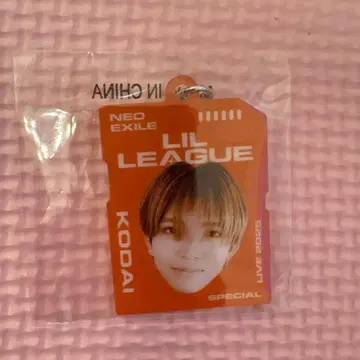 IN CHINA
NEO
EXILE
LIL
LEAGUE
KODAI
SPECIAL
LIVE 2025